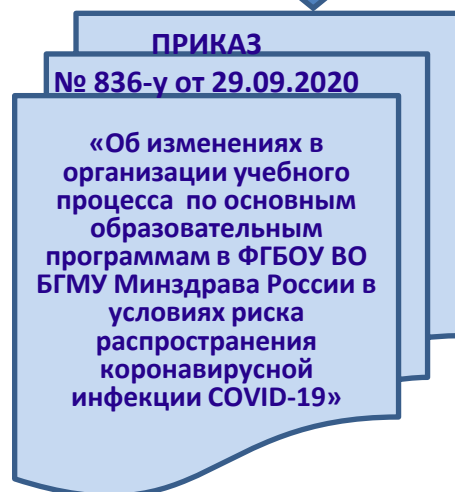 ПРИКАЗ
№ 836-у от 29.09.2020
«Об изменениях в
организации учебного
процесса по основным
образовательным
программам в ФГБОУ ВО
БГМУ Минздрава России в
условиях риска
распространения
коронавирусной
инфекции COVID-19»